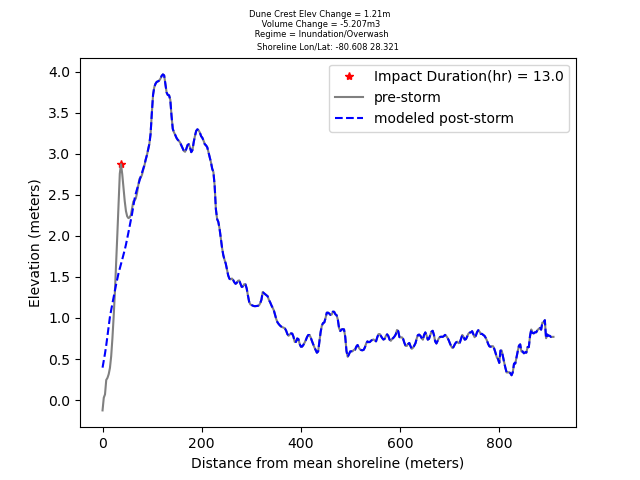 Dune Crest Elev Change = 1.21m
Volume Change = -5.207m3
Regime = Inundation/Overwash
Shoreline Lon/Lat: -80.608 28.321
Impact Duration(hr) = 13.0
pre-storm
modeled post-storm
Elevation (meters)
4.0
3.5
3.0
2.5
2.0
1.5
1.0
0.5
0.0
0 200 400 600 800
Distance from mean shoreline (meters)